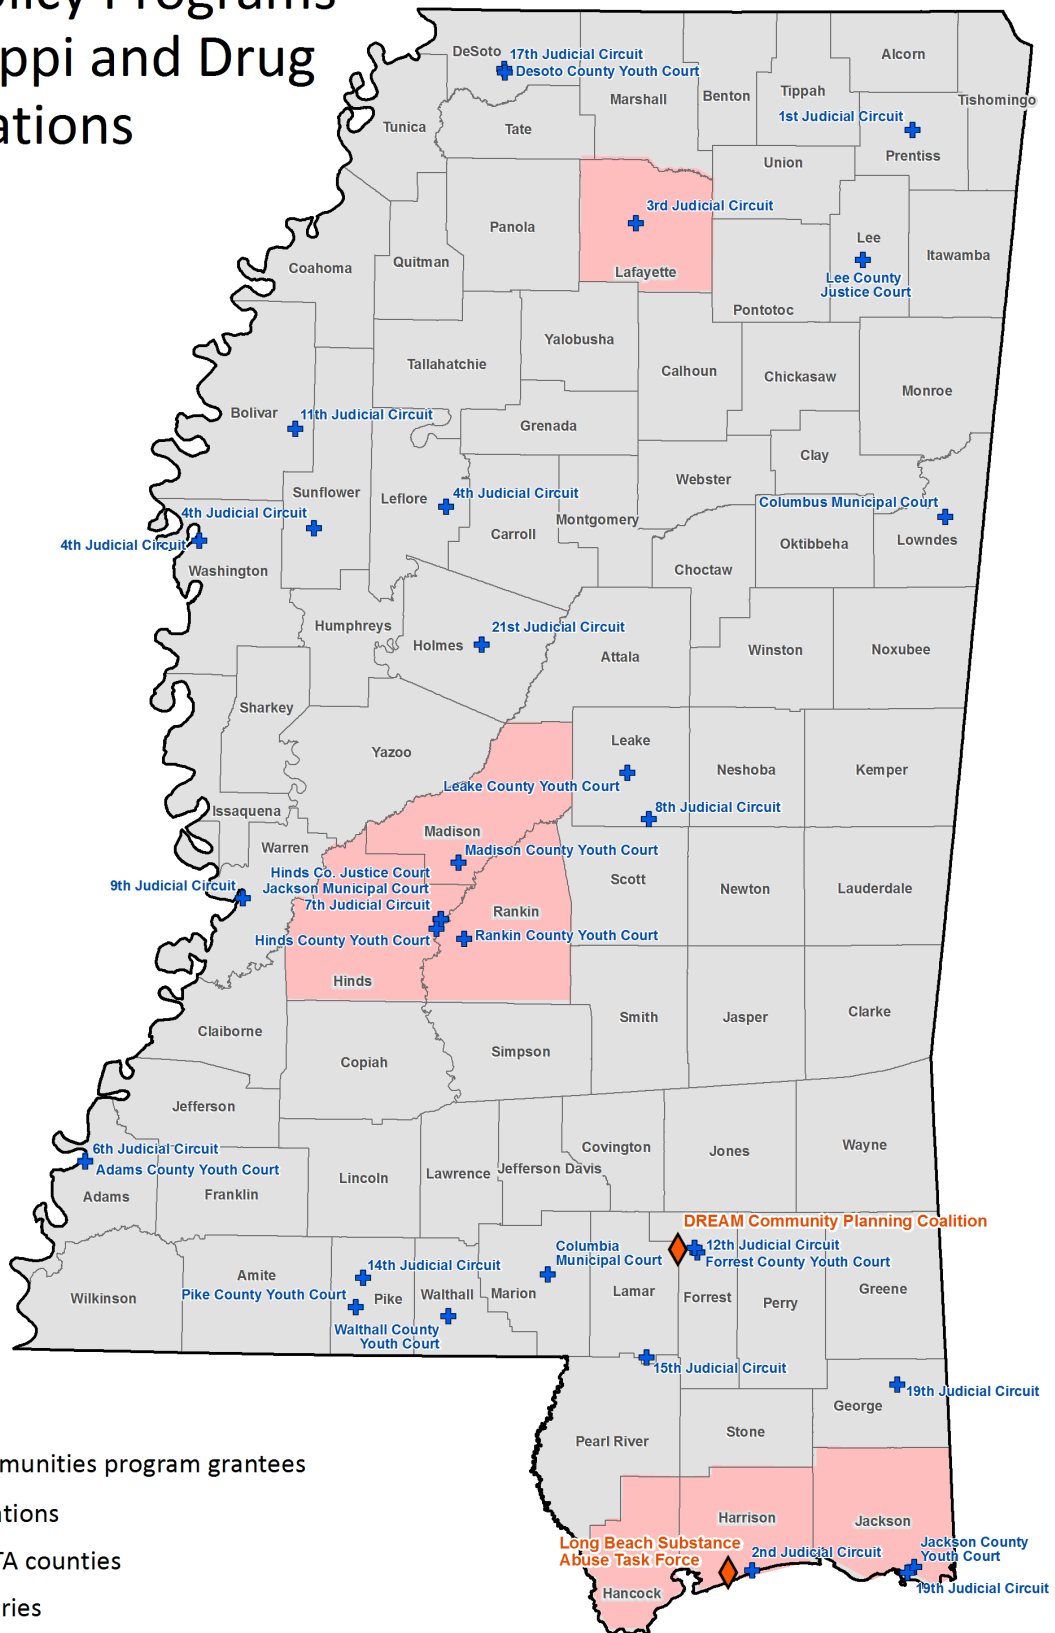 Programs
and Drug
DeSoto
17th Judicial Circuit
Desoto County Youth Court
Alcorn
Marshall
Benton
Tippah
Tishomingo
1st Judicial Circuit
Tunica
Tate
Prentiss
Union
3rd Judicial Circuit
Panola
Lee
Itawamba
Coahoma
Quitman
Lafayette
Lee County
Justice Court
Pontotoc
Yalobusha
Tallahatchie
Calhoun
Chickasaw
Monroe
Bolivar
11th Judicial Circuit
Grenada
Clay
Webster
Sunflower
Leflore
4th Judicial Circuit
Columbus Municipal Court
4th Judicial Circuit
Montgomery
Carroll
Lowndes
4th Judicial Circuit
Oktibbeha
Washington
Choctaw
Humphreys
21st Judicial Circuit
Holmes
Attala
Winston
Noxubee
Sharkey
Leake
Yazoo
Neshoba
Kemper
Leake County Youth Court
Issaquena
8th Judicial Circuit
Madison
Warren
Madison County Youth Court
Hinds Co. Justice Court
Jackson Municipal Court
7th Judicial Circuit
Scott
Newton
Lauderdale
9th Judicial Circuit
Rankin
Hinds County Youth Court
Rankin County Youth Court
Hinds
Smith
Jasper
Clarke
Claiborne
Copiah
Simpson
Jefferson
6th Judicial Circuit
Adams County Youth Court
Covington
Jones
Wayne
Lincoln
Lawrence
Jefferson Davis
Adams
Franklin
DREAM Community Planning Coalition
Columbia
Municipal Court
12th Judicial Circuit
Forrest County Youth Court
14th Judicial Circuit
Amite
Pike County Youth Court
Pike
Walthall
Marion
Lamar
Forrest
Perry
Greene
Wilkinson
Walthall County
Youth Court
15th Judicial Circuit
19th Judicial Circuit
George
Pearl River
Stone
program grantees
counties
Harrison
Jackson
Long Beach Substance
Abuse Task Force
2nd Judicial Circuit
Jackson County
Youth Court
19th Judicial Circuit
Hancock